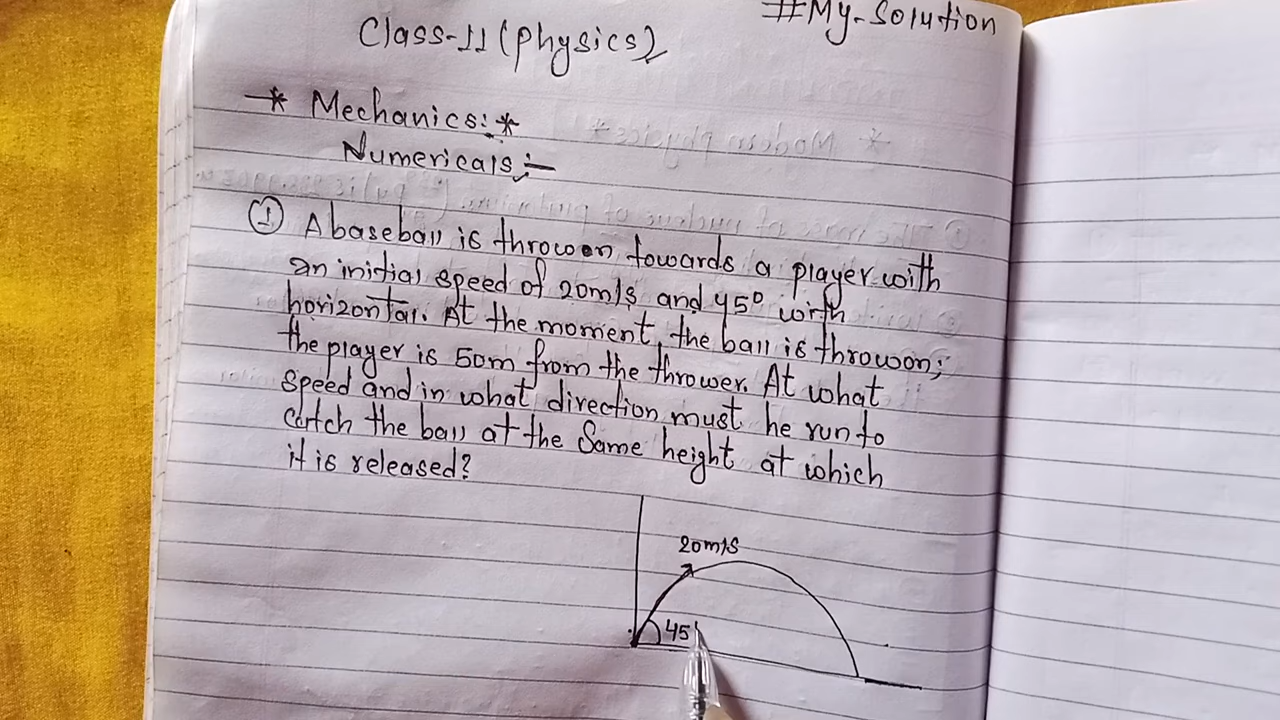 #My-Solution
Class-11 (Physics)
* Mechanics:*
Numericals:-
① A baseball is throwon towards a player with
an initial speed of 20m/s and 45° with
horizontal. At the moment, the ball is throwon;
the player is 50m from the thrower. At what
speed and in what direction must he run to
catch the ball at the same height at which
it is released?
20m/s
45